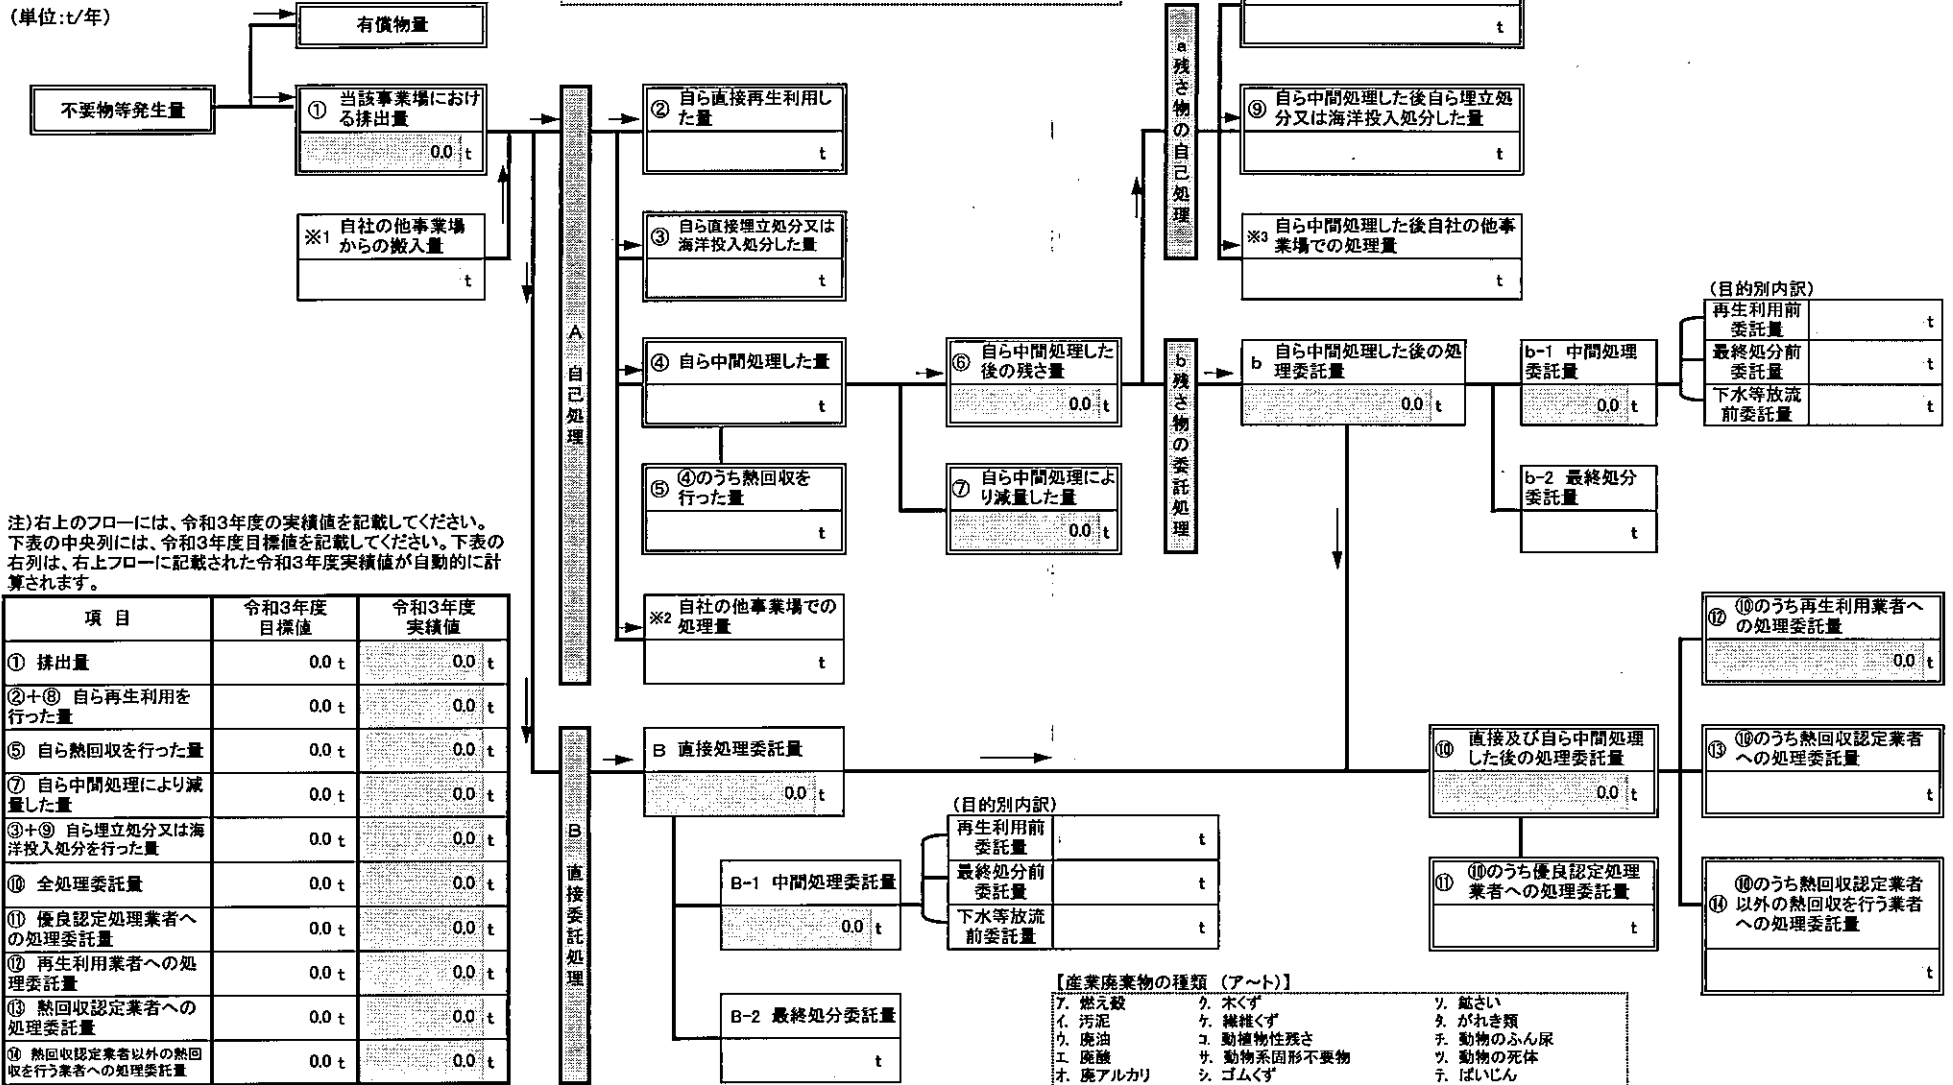 (単位:t/年)
有償物量
不要物等発生量
① 当該事業場におけ
る排出量
0.0 t
※1 自社の他事業場
からの搬入量
t
A 自己処理
② 自ら直接再生利用し
た量
t
③ 自ら直接埋立処分又は
海洋投入処分した量
t
④ 自ら中間処理した量
t
⑤ ④のうち熱回収を
行った量
t
※2 自社の他事業場での
処理量
t
⑥ 自ら中間処理した
後の残さ量
0.0 t
⑦ 自ら中間処理によ
り減量した量
0.0 t
a 残さ物の自己処理
t
⑨ 自ら中間処理した後自ら埋立処
分又は海洋投入処分した量
t
※3 自ら中間処理した後自社の他事
業場での処理量
t
b 残さ物の委託処理
b 自ら中間処理した後の処
理委託量
0.0 t
b-1 中間処理
委託量
0.0 t
(目的別内訳)
再生利用前
委託量 t
最終処分前
委託量 t
下水等放流
前委託量 t
b-2 最終処分
委託量
t
注)右上のフローには、令和3年度の実績値を記載してください。
下表の中央列には、令和3年度目標値を記載してください。下表の
右列は、右上フローに記載された令和3年度実績値が自動的に計
算されます。
項 目 令和3年度
目標値 令和3年度
実績値
① 排出量 0.0 t 0.0 t
②+⑧ 自ら再生利用を
行った量 0.0 t 0.0 t
⑤ 自ら熱回収を行った量 0.0 t 0.0 t
⑦ 自ら中間処理により減
量した量 0.0 t 0.0 t
③+⑨ 自ら埋立処分又は海
洋投入処分を行った量 0.0 t 0.0 t
⑩ 全処理委託量 0.0 t 0.0 t
⑪ 優良認定処理業者へ
の処理委託量 0.0 t 0.0 t
⑫ 再生利用業者への処
理委託量 0.0 t 0.0 t
⑬ 熱回収認定業者への
処理委託量 0.0 t 0.0 t
⑭ 熱回収認定業者以外の熱回
収を行う業者への処理委託量 0.0 t 0.0 t
B 直接委託処理
B 直接処理委託量
0.0 t
B-1 中間処理委託量
0.0 t
(目的別内訳)
再生利用前
委託量 t
最終処分前
委託量 t
下水等放流
前委託量 t
B-2 最終処分委託量
t
⑩ 直接及び自ら中間処理
した後の処理委託量
0.0 t
⑪ ⑩のうち優良認定処理
業者への処理委託量
t
⑫ ⑩のうち再生利用業者へ
の処理委託量
0.0 t
⑬ ⑩のうち熱回収認定業者
への処理委託量
t
⑭ ⑩のうち熱回収認定業者
以外の熱回収を行う業者
への処理委託量
t
【産業廃棄物の種類 (ア~ト)】
ア. 燃え殻 ク. 木くず ソ. 鉱さい
イ. 汚泥 ケ. 繊維くず タ. がれき類
ウ. 廃油 コ. 動植物性残さ チ. 動物のふん尿
エ. 廃酸 サ. 動物系固形不要物 ツ. 動物の死体
オ. 廃アルカリ シ. ゴムくず テ. ばいじん